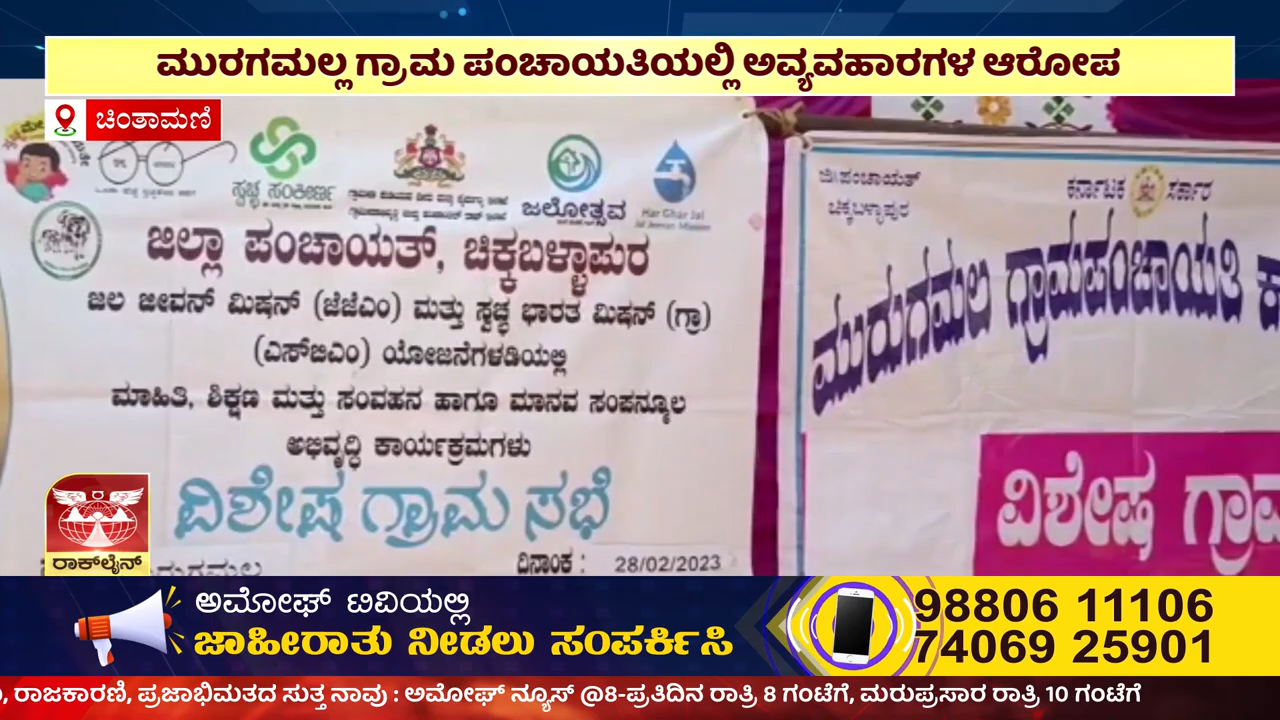 ಮುರಗಮಲ್ಲ ಗ್ರಾಮ ಪಂಚಾಯತಿಯಲ್ಲಿ ಅವ್ಯವಹಾರಗಳ ಆರೋಪ
ಚಿಂತಾಮಣಿ
ಸ್ವಚ್ಛ ಸಂಕೀರ್ಣ
ಜಲೋತ್ಸವ
Har Ghar Jal
Jal Jeevan Mission
ಜಿಲ್ಲಾ ಪಂಚಾಯತ್, ಚಿಕ್ಕಬಳ್ಳಾಪುರ
ಜಲ ಜೀವನ್ ಮಿಷನ್ (ಜೆಜೆಎಂ) ಮತ್ತು ಸ್ವಚ್ಛ ಭಾರತ ಮಿಷನ್ (ಗ್ರಾ)
(ಎಸ್‌ಬಿಎಂ) ಯೋಜನೆಗಳಡಿಯಲ್ಲಿ
ಮಾಹಿತಿ, ಶಿಕ್ಷಣ ಮತ್ತು ಸಂವಹನ ಹಾಗೂ ಮಾನವ ಸಂಪನ್ಮೂಲ
ಅಭಿವೃದ್ಧಿ ಕಾರ್ಯಕ್ರಮಗಳು
ವಿಶೇಷ ಗ್ರಾಮ ಸಭೆ
ದಿನಾಂಕ : 28/02/2023
ಜಿ।ಪಂಚಾಯತ್
ಚಿಕ್ಕಬಳ್ಳಾಪುರ
ಕರ್ನಾಟಕ ಸರ್ಕಾರ
ಮುರುಗಮಲ ಗ್ರಾಮಪಂಚಾಯತಿ
ವಿಶೇಷ ಗ್ರಾಮ
ರಾಕ್‌ಲೈನ್
ಅಮೋಘ್ ಟಿವಿಯಲ್ಲಿ
ಜಾಹೀರಾತು ನೀಡಲು ಸಂಪರ್ಕಿಸಿ
98806 11106
74069 25901
, ರಾಜಕಾರಣಿ, ಪ್ರಜಾಭಿಮತದ ಸುತ್ತ ನಾವು : ಅಮೋಘ್ ನ್ಯೂಸ್ @8-ಪ್ರತಿದಿನ ರಾತ್ರಿ 8 ಗಂಟೆಗೆ, ಮರುಪ್ರಸಾರ ರಾತ್ರಿ 10 ಗಂಟೆಗೆ